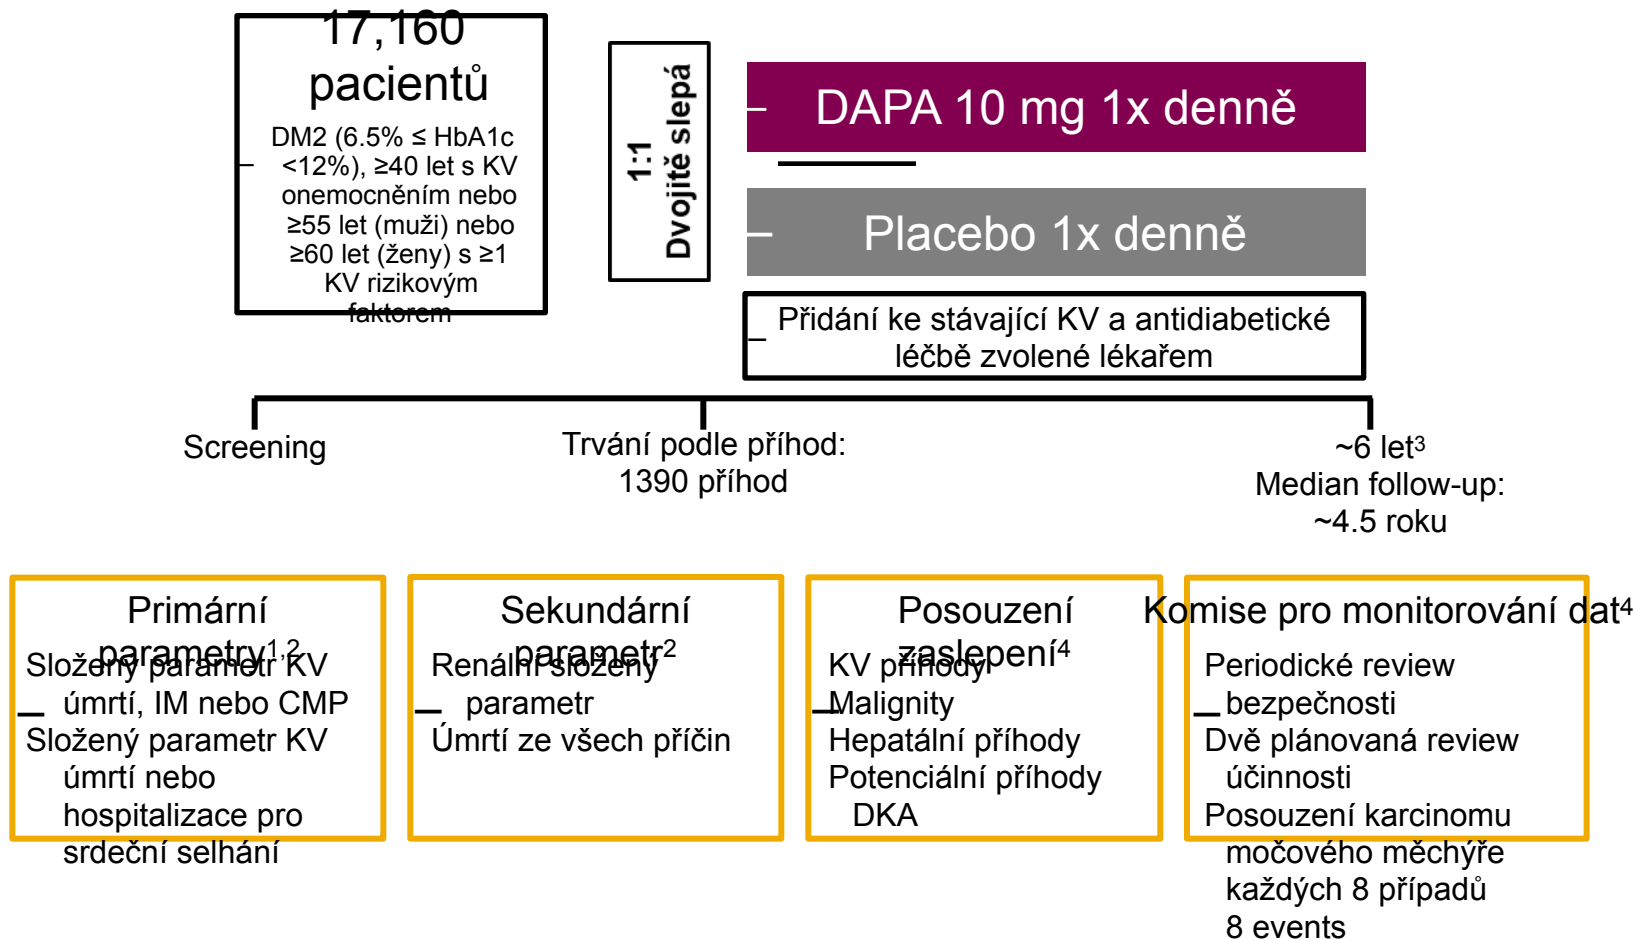 17,160
pacientů
DM2 (6.5% ≤ HbA1c
<12%), ≥40 let s KV
onemocněním nebo
≥55 let (muži) nebo
≥60 let (ženy) s ≥1
KV rizikovým
faktorem
1:1
Dvojitě slepá
DAPA 10 mg 1x denně
Placebo 1x denně
Přidání ke stávající KV a antidiabetické
léčbě zvolené lékařem
Screening
Trvání podle příhod:
1390 příhod
~6 let³
Median follow-up:
~4.5 roku
Primární
parametry¹,²
Složený parametr KV
úmrtí, IM nebo CMP
Složený parametr KV
úmrtí nebo
hospitalizace pro
srdeční selhání
Sekundární
parametr²
Renální složený
parametr
Úmrtí ze všech příčin
Posouzení
zaslepení⁴
KV příhody
Malignity
Hepatální příhody
Potenciální příhody
DKA
Komise pro monitorování dat⁴
Periodické review
bezpečnosti
Dvě plánovaná review
účinnosti
Posouzení karcinomu
močového měchýře
každých 8 případů
8 events